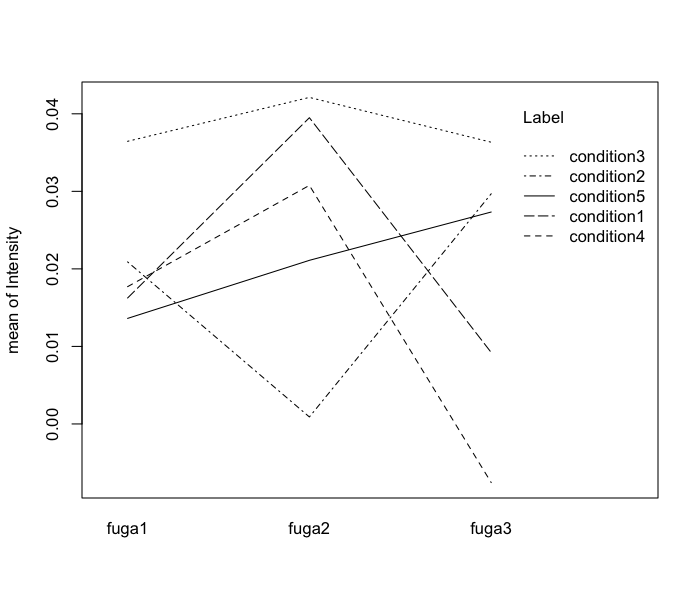 Label
condition3
condition2
condition5
condition1
condition4
mean of Intensity
0.04
0.03
0.02
0.01
0.00
fuga1
fuga2
fuga3